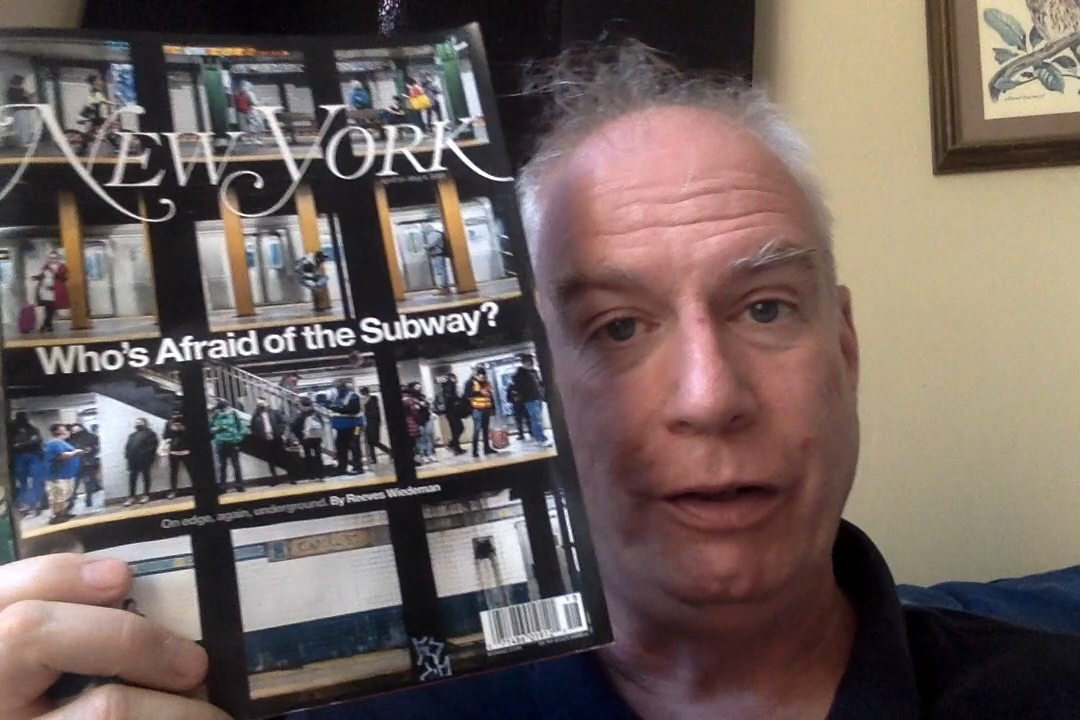 NEW YORK
Who's Afraid of the Subway?
On edge, again, underground. By Reeves Wiedeman